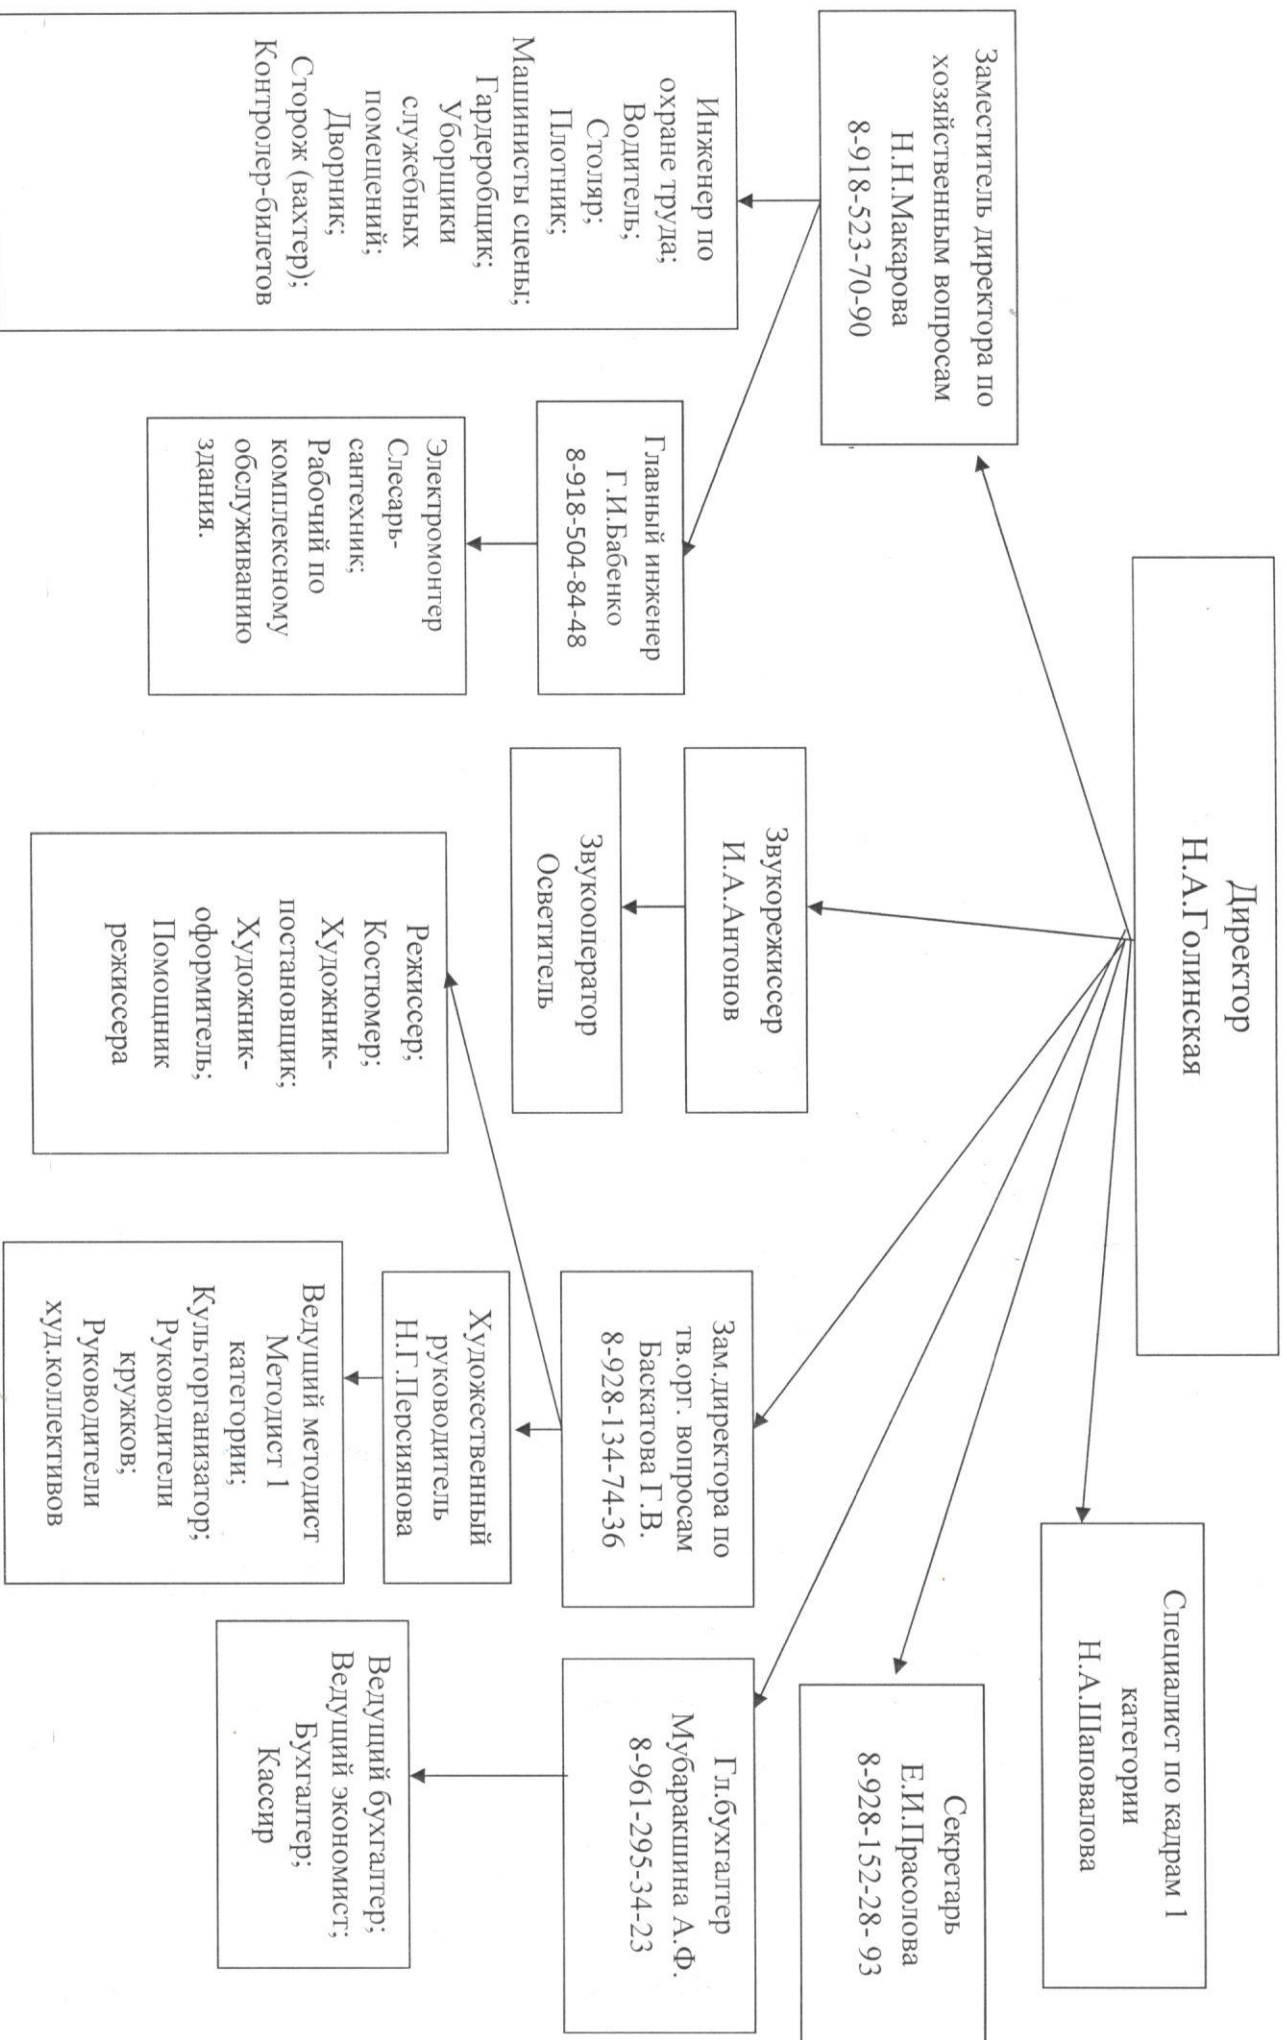 Директор
Н.А.Голинская
Заместитель директора по
хозяйственным вопросам
Н.Н.Макарова
8-918-523-70-90
Инженер по
охране труда;
Водитель;
Столяр;
Плотник;
Машинисты сцены;
Гардеробщик;
Уборщики
служебных
помещений;
Дворник;
Сторож (вахтер);
Контролер-билетов
Главный инженер
Г.И.Бабенко
8-918-504-84-48
Электромонтер
Слесарь-
сантехник;
Рабочий по
комплексному
обслуживанию
здания.
Звукорежиссер
И.А.Антонов
Звукооператор
Осветитель
Зам.директора по
тв.орг. вопросам
Баскатова Г.В.
8-928-134-74-36
Режиссер;
Костюмер;
Художник-
постановщик;
Художник-
оформитель;
Помощник
режиссера
Художественный
руководитель
Н.Г.Персиянова
Ведущий методист
Методист 1
категории;
Культорганизатор;
Руководители
кружков;
Руководители
худ.коллективов
Гл.бухгалтер
Мубаракшина А.Ф.
8-961-295-34-23
Ведущий бухгалтер;
Ведущий экономист;
Бухгалтер;
Кассир
Секретарь
Е.И.Прасолова
8-928-152-28- 93
Специалист по кадрам 1
категории
Н.А.Шаповалова